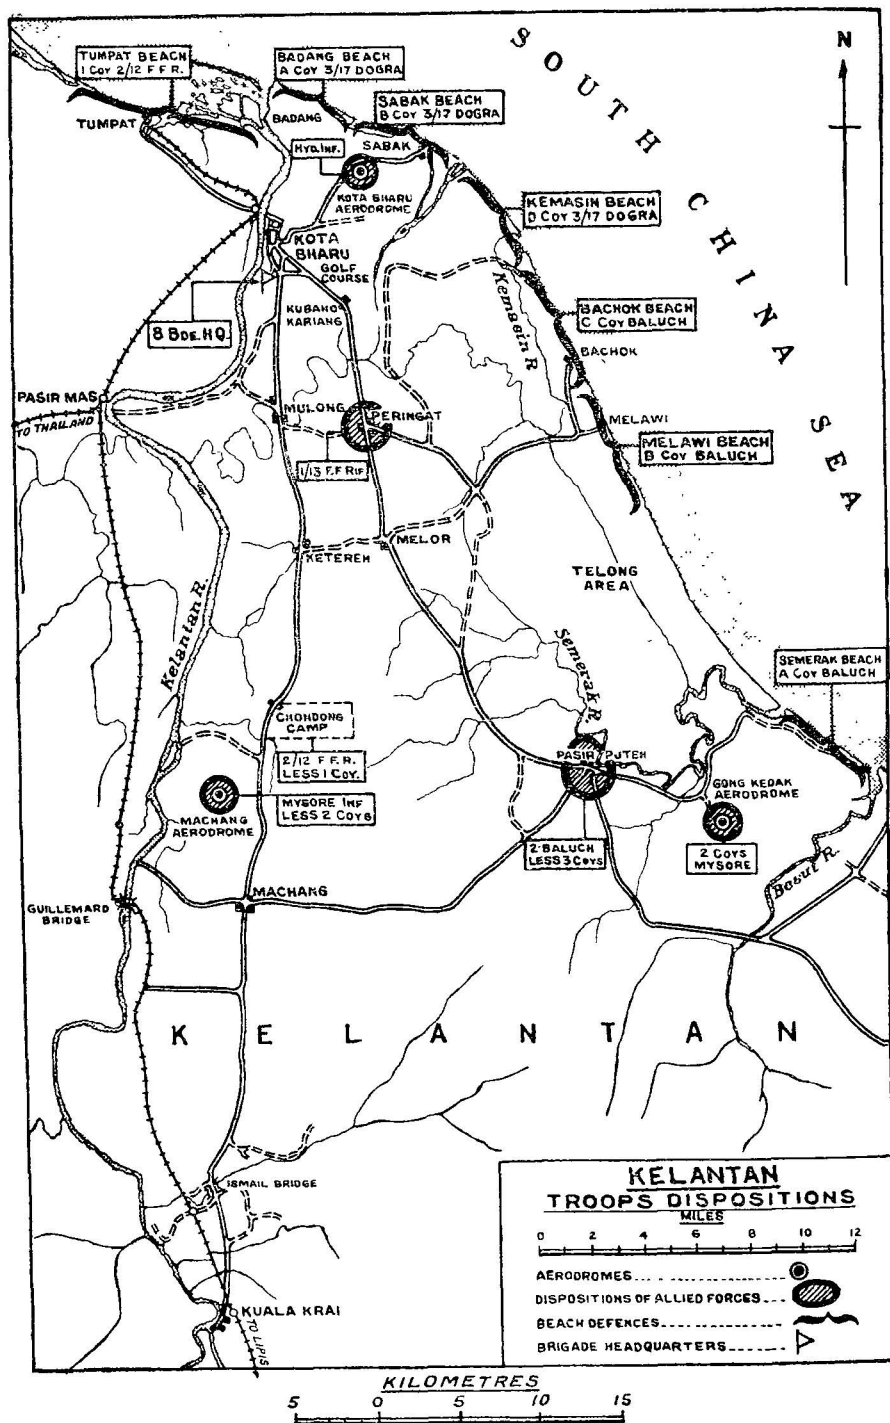 SOUTH CHINA SEA
N
TUMPAT BEACH
1 COY 2/12 F F R.
BADANG BEACH
A COY 3/17 DOGRA
SABAK BEACH
B COY 3/17 DOGRA
TUMPAT
BADANG
HYD. INF.
SABAK
KOTA BHARU
AERODROME
KEMASIN BEACH
D COY 3/17 DOGRA
KOTA
BHARU
GOLF
COURSE
Kemasin R
8 BDE. H.Q.
KUBANG
KARIANG
BACHOK BEACH
C COY BALUCH
BACHOK
PASIR MAS
TO THAILAND
MULONG
PERINGAT
MELAWI
MELAWI BEACH
B COY BALUCH
1/13 F.F. RIF.
KETEREH
MELOR
TELONG
AREA
Kelantan R.
Semerak R.
SEMERAK BEACH
A COY BALUCH
CHONDONG
CAMP
2/12 F.F.R.
LESS 1 COY.
PASIR PUTEH
GONG KEDAK
AERODROME
MACHANG
AERODROME
MYSORE INF
LESS 2 COYS
2 BALUCH
LESS 3 COYS
2 COYS
MYSORE
Besut R.
GUILLEMARD
BRIDGE
MACHANG
KELANTAN
ISMAIL BRIDGE
KUALA KRAI
TO LIPIS
KELANTAN
TROOPS DISPOSITIONS
MILES
0 2 4 6 8 10 12
AERODROMES
DISPOSITIONS OF ALLIED FORCES
BEACH DEFENCES
BRIGADE HEADQUARTERS
KILOMETRES
5 0 5 10 15